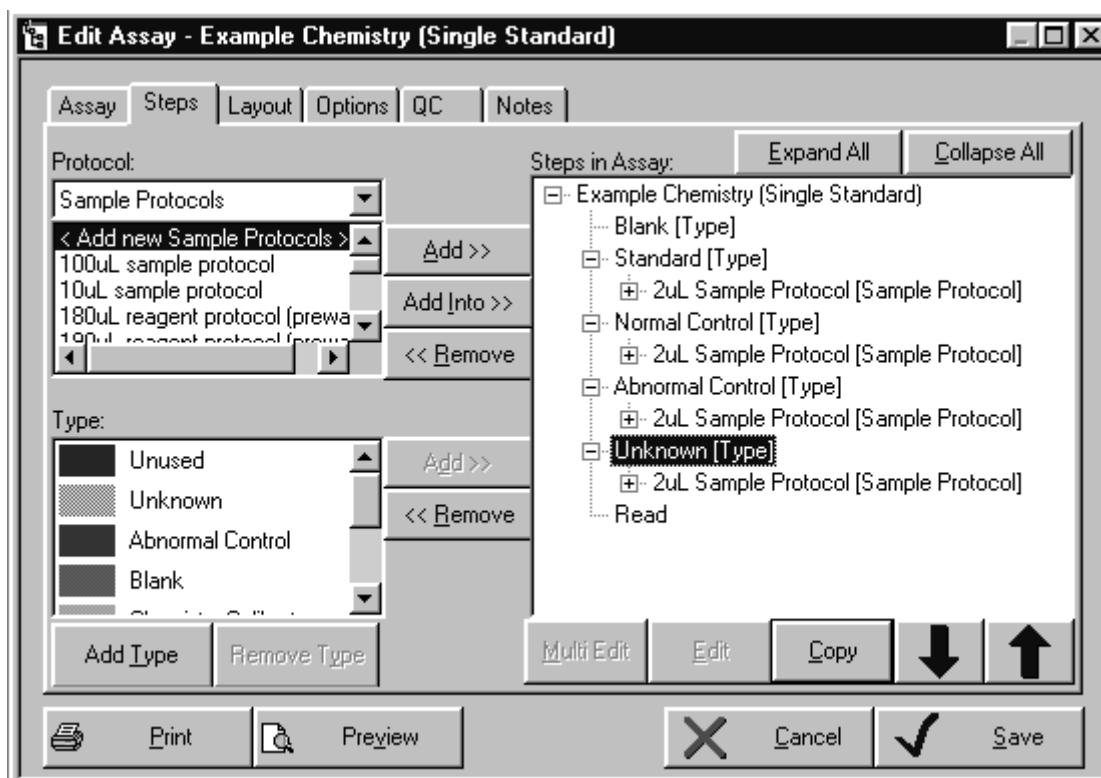 Edit Assay - Example Chemistry (Single Standard)
Assay Steps Layout Options QC Notes
Protocol:
Sample Protocols
< Add new Sample Protocols >
100uL sample protocol
10uL sample protocol
180uL reagent protocol (prewa
Add >>
Add Into >>
<< Remove
Type:
Unused
Unknown
Abnormal Control
Blank
Add >>
<< Remove
Add Type
Remove Type
Steps in Assay:
Expand All
Collapse All
Example Chemistry (Single Standard)
Blank [Type]
Standard [Type]
2uL Sample Protocol [Sample Protocol]
Normal Control [Type]
2uL Sample Protocol [Sample Protocol]
Abnormal Control [Type]
2uL Sample Protocol [Sample Protocol]
Unknown [Type]
2uL Sample Protocol [Sample Protocol]
Read
Multi Edit
Edit
Copy
Print
Preview
Cancel
Save